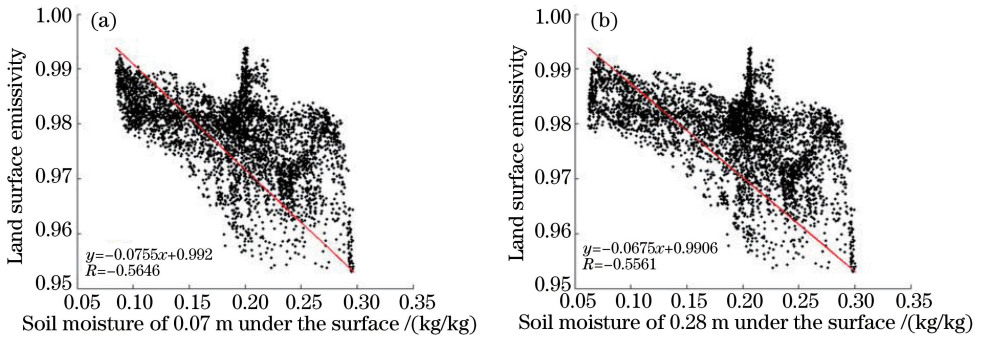 (a)
Land surface emissivity
1.00
0.99
0.98
0.97
0.96
0.95
y=-0.0755x+0.992
R=-0.5646
0.05 0.10 0.15 0.20 0.25 0.30 0.35
Soil moisture of 0.07 m under the surface /(kg/kg)
(b)
Land surface emissivity
1.00
0.99
0.98
0.97
0.96
0.95
y=-0.0675x+0.9906
R=-0.5561
0.05 0.10 0.15 0.20 0.25 0.30 0.35
Soil moisture of 0.28 m under the surface /(kg/kg)